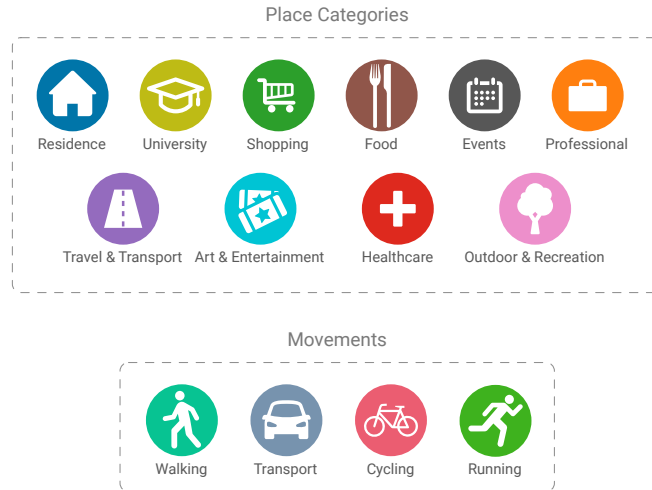 Place Categories
Residence
University
Shopping
Food
Events
Professional
Travel & Transport
Art & Entertainment
Healthcare
Outdoor & Recreation
Movements
Walking
Transport
Cycling
Running